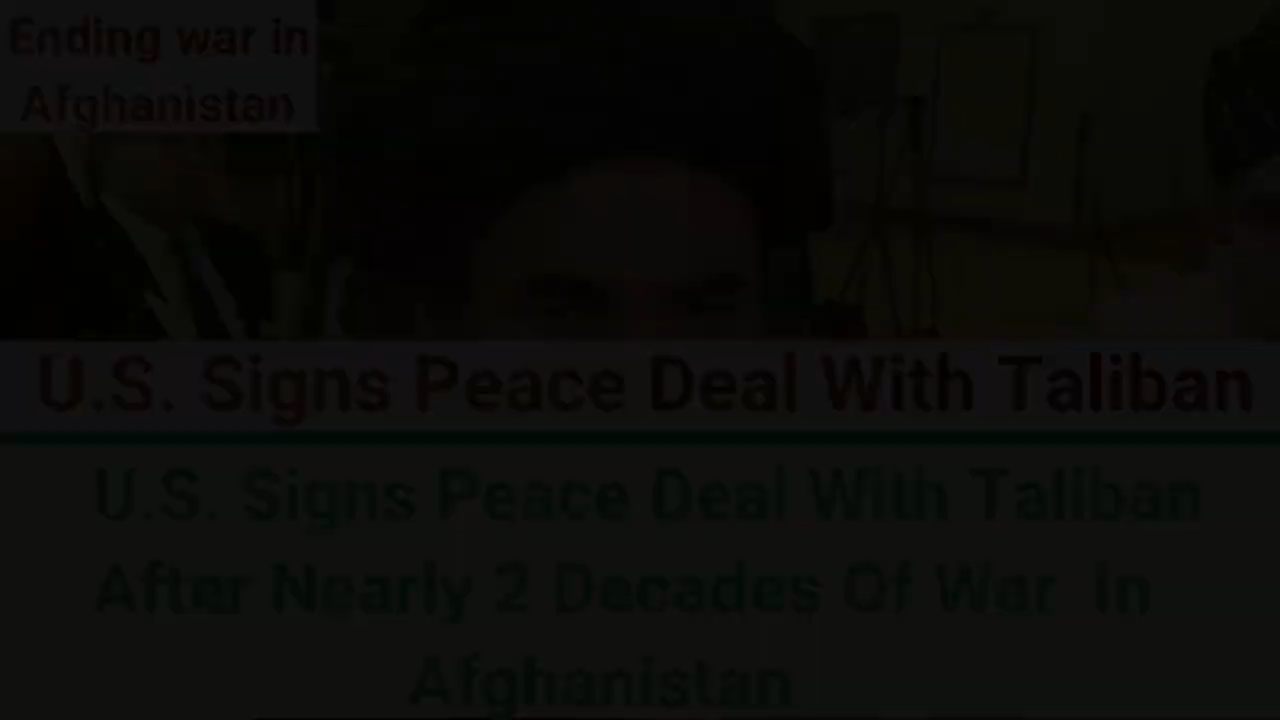 Ending war in
Afghanistan
U.S. Signs Peace Deal With Taliban
U.S. Signs Peace Deal With Taliban
After Nearly 2 Decades Of War in
Afghanistan